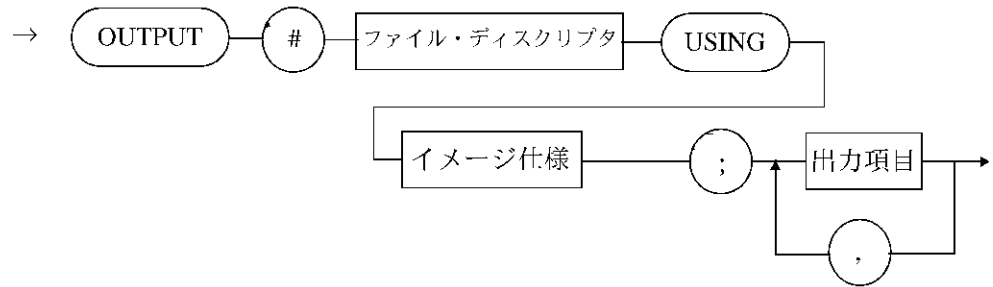 → OUTPUT # ファイル・ディスクリプタ USING
イメージ仕様 ; 出力項目
,